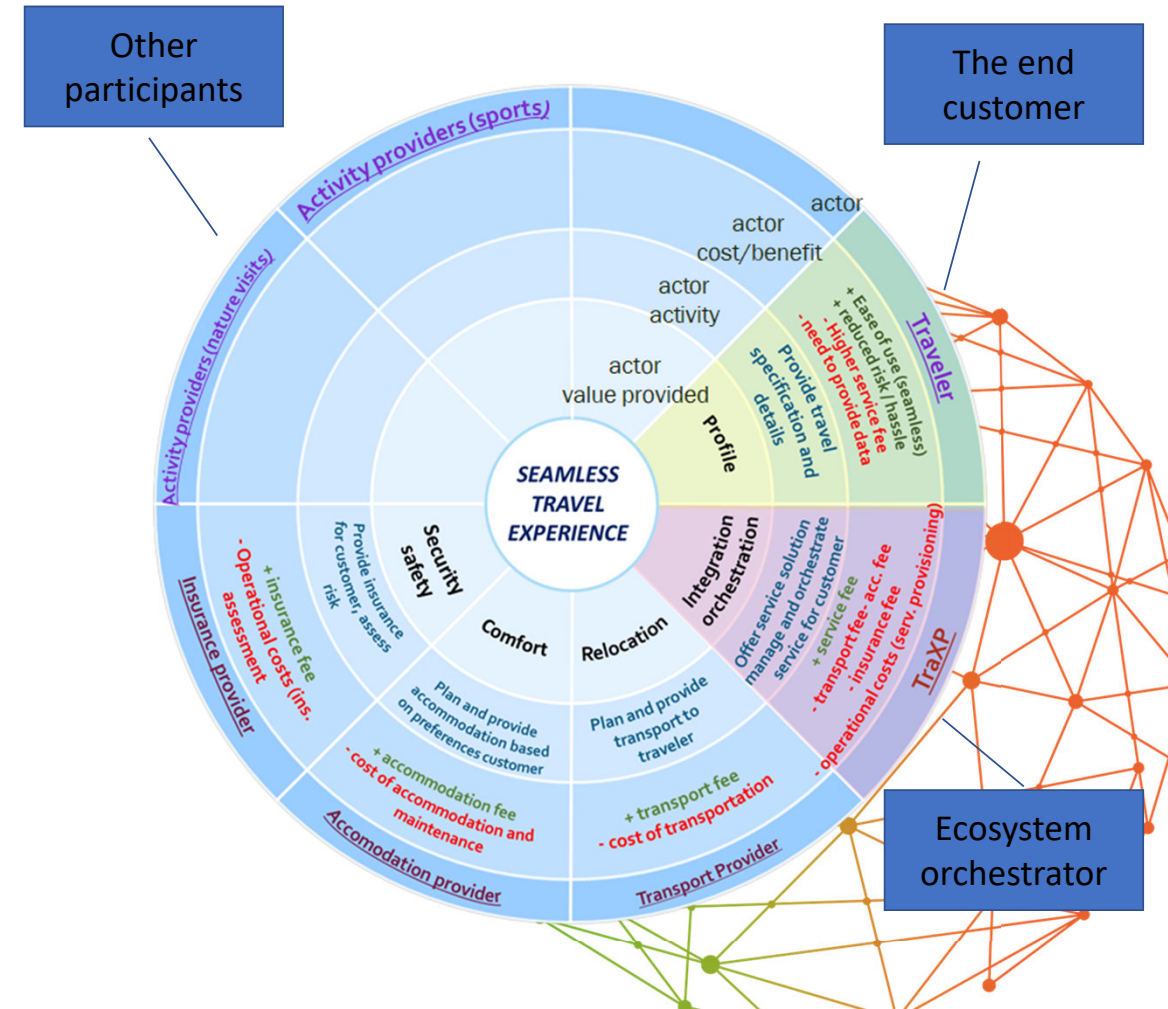 Other
participants
The end
customer
Activity providers (sports)
Activity providers (nature visits)
actor
actor
cost/benefit
actor
activity
actor
value provided
SEAMLESS
TRAVEL
EXPERIENCE
Traveler
+ Ease of use (seamless)
+ reduced risk / hassle
- Higher service fee
- need to provide data
Provide travel
specification and
details
Profile
TraXP
+ service fee
- transport fee- acc. fee
- insurance fee
- operational costs (serv. provisioning)
Offer service solution
manage and orchestrate
service for customer
Integration
orchestration
Transport Provider
+ transport fee
- cost of transportation
Plan and provide
transport to
traveler
Relocation
Accomodation provider
+ accommodation fee
- cost of accommodation and
maintenance
Plan and provide
accommodation based
on preferences customer
Comfort
Insurance provider
+ insurance fee
- Operational costs (ins.
assessment
Provide insurance
for customer, assess
risk
Security
safety
Ecosystem
orchestrator